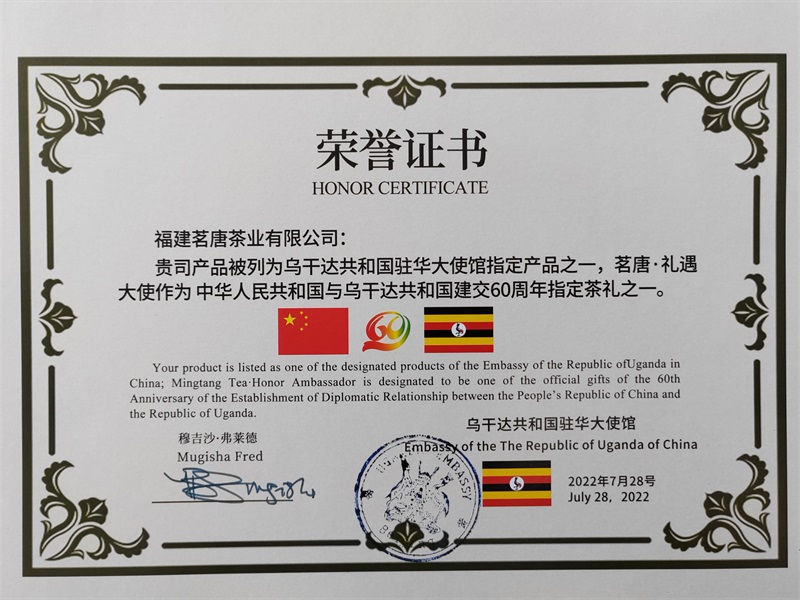 荣誉证书
HONOR CERTIFICATE
福建茗唐茶业有限公司：
贵司产品被列为乌干达共和国驻华大使馆指定产品之一，茗唐·礼遇
大使作为 中华人民共和国与乌干达共和国建交60周年指定茶礼之一。
60
Your product is listed as one of the designated products of the Embassy of the Republic ofUganda in
China; Mingtang Tea·Honor Ambassador is designated to be one of the official gifts of the 60th
Anniversary of the Establishment of Diplomatic Relationship between the People's Republic of China and
the Republic of Uganda.
穆吉沙·弗莱德
Mugisha Fred
乌干达共和国驻华大使馆
Embassy of the The Republic of Uganda of China
EMBASSY
2022年7月28号
July 28, 2022